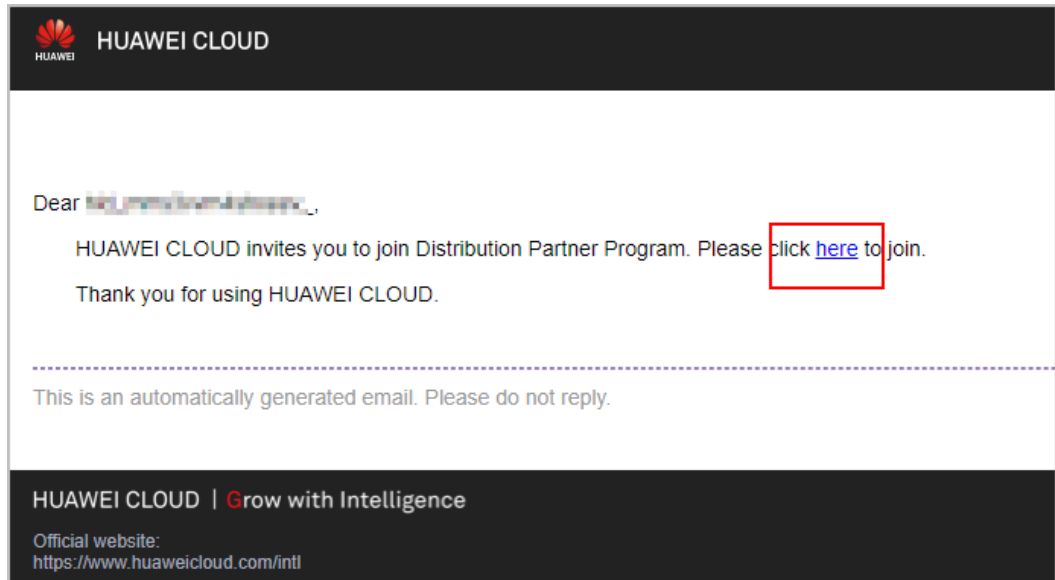 HUAWEI
HUAWEI CLOUD
Dear
HUAWEI CLOUD invites you to join Distribution Partner Program. Please click here to join.
Thank you for using HUAWEI CLOUD.
This is an automatically generated email. Please do not reply.
HUAWEI CLOUD | Grow with Intelligence
Official website:
https://www.huaweicloud.com/intl